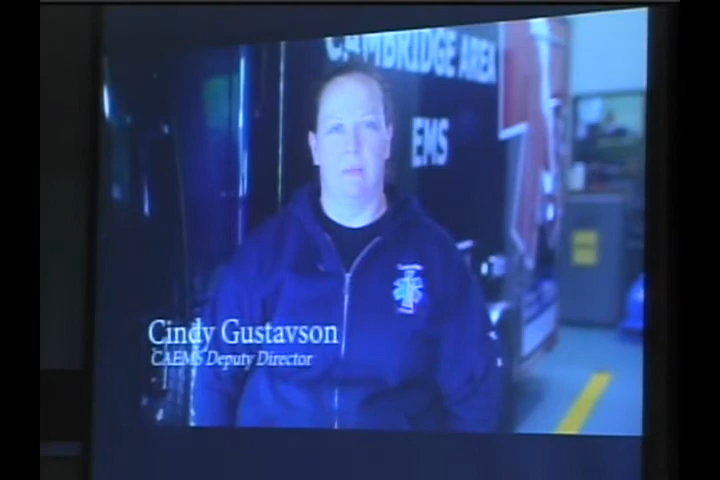 CAMBRIDGE AREA
EMS
Cindy Gustavson
CAEMS Deputy Director